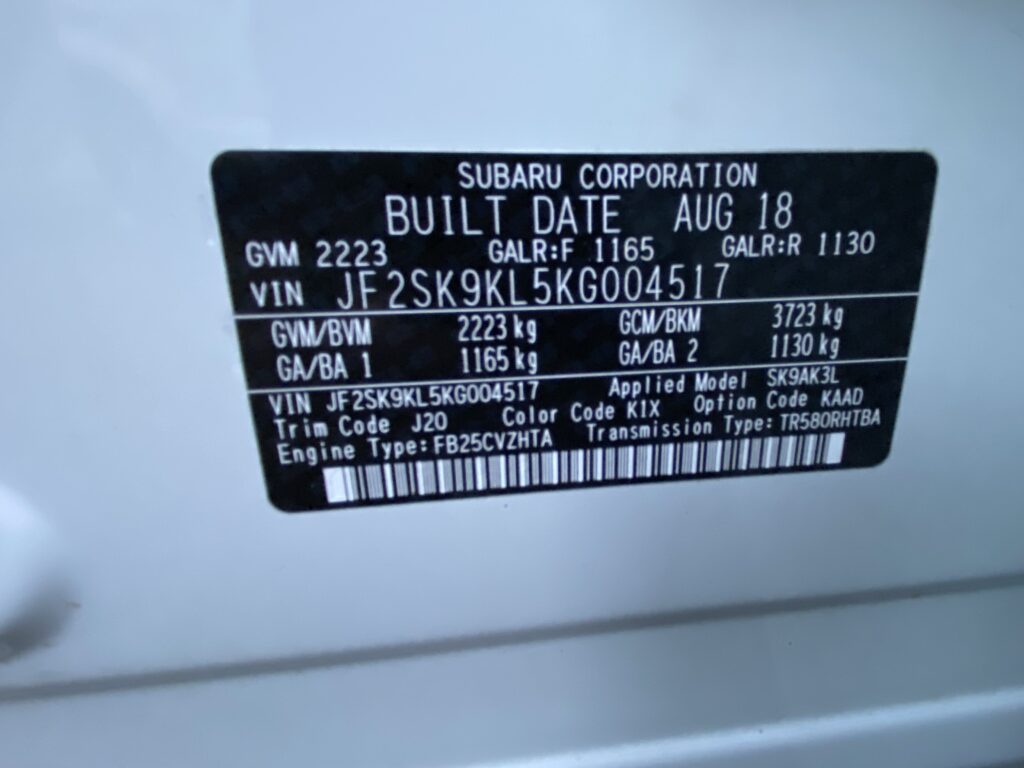 SUBARU CORPORATION
BUILT DATE AUG 18
GVM 2223 GALR:F 1165 GALR:R 1130
VIN JF2SK9KL5KG004517
GVM/BVM 2223 kg GCM/BKM 3723 kg
GA/BA 1 1165 kg GA/BA 2 1130 kg
VIN JF2SK9KL5KG004517 Applied Model SK9AK3L
Trim Code J20 Color Code K1X Option Code KAAD
Engine Type:FB25CVZHTA Transmission Type:TR580RHTBA